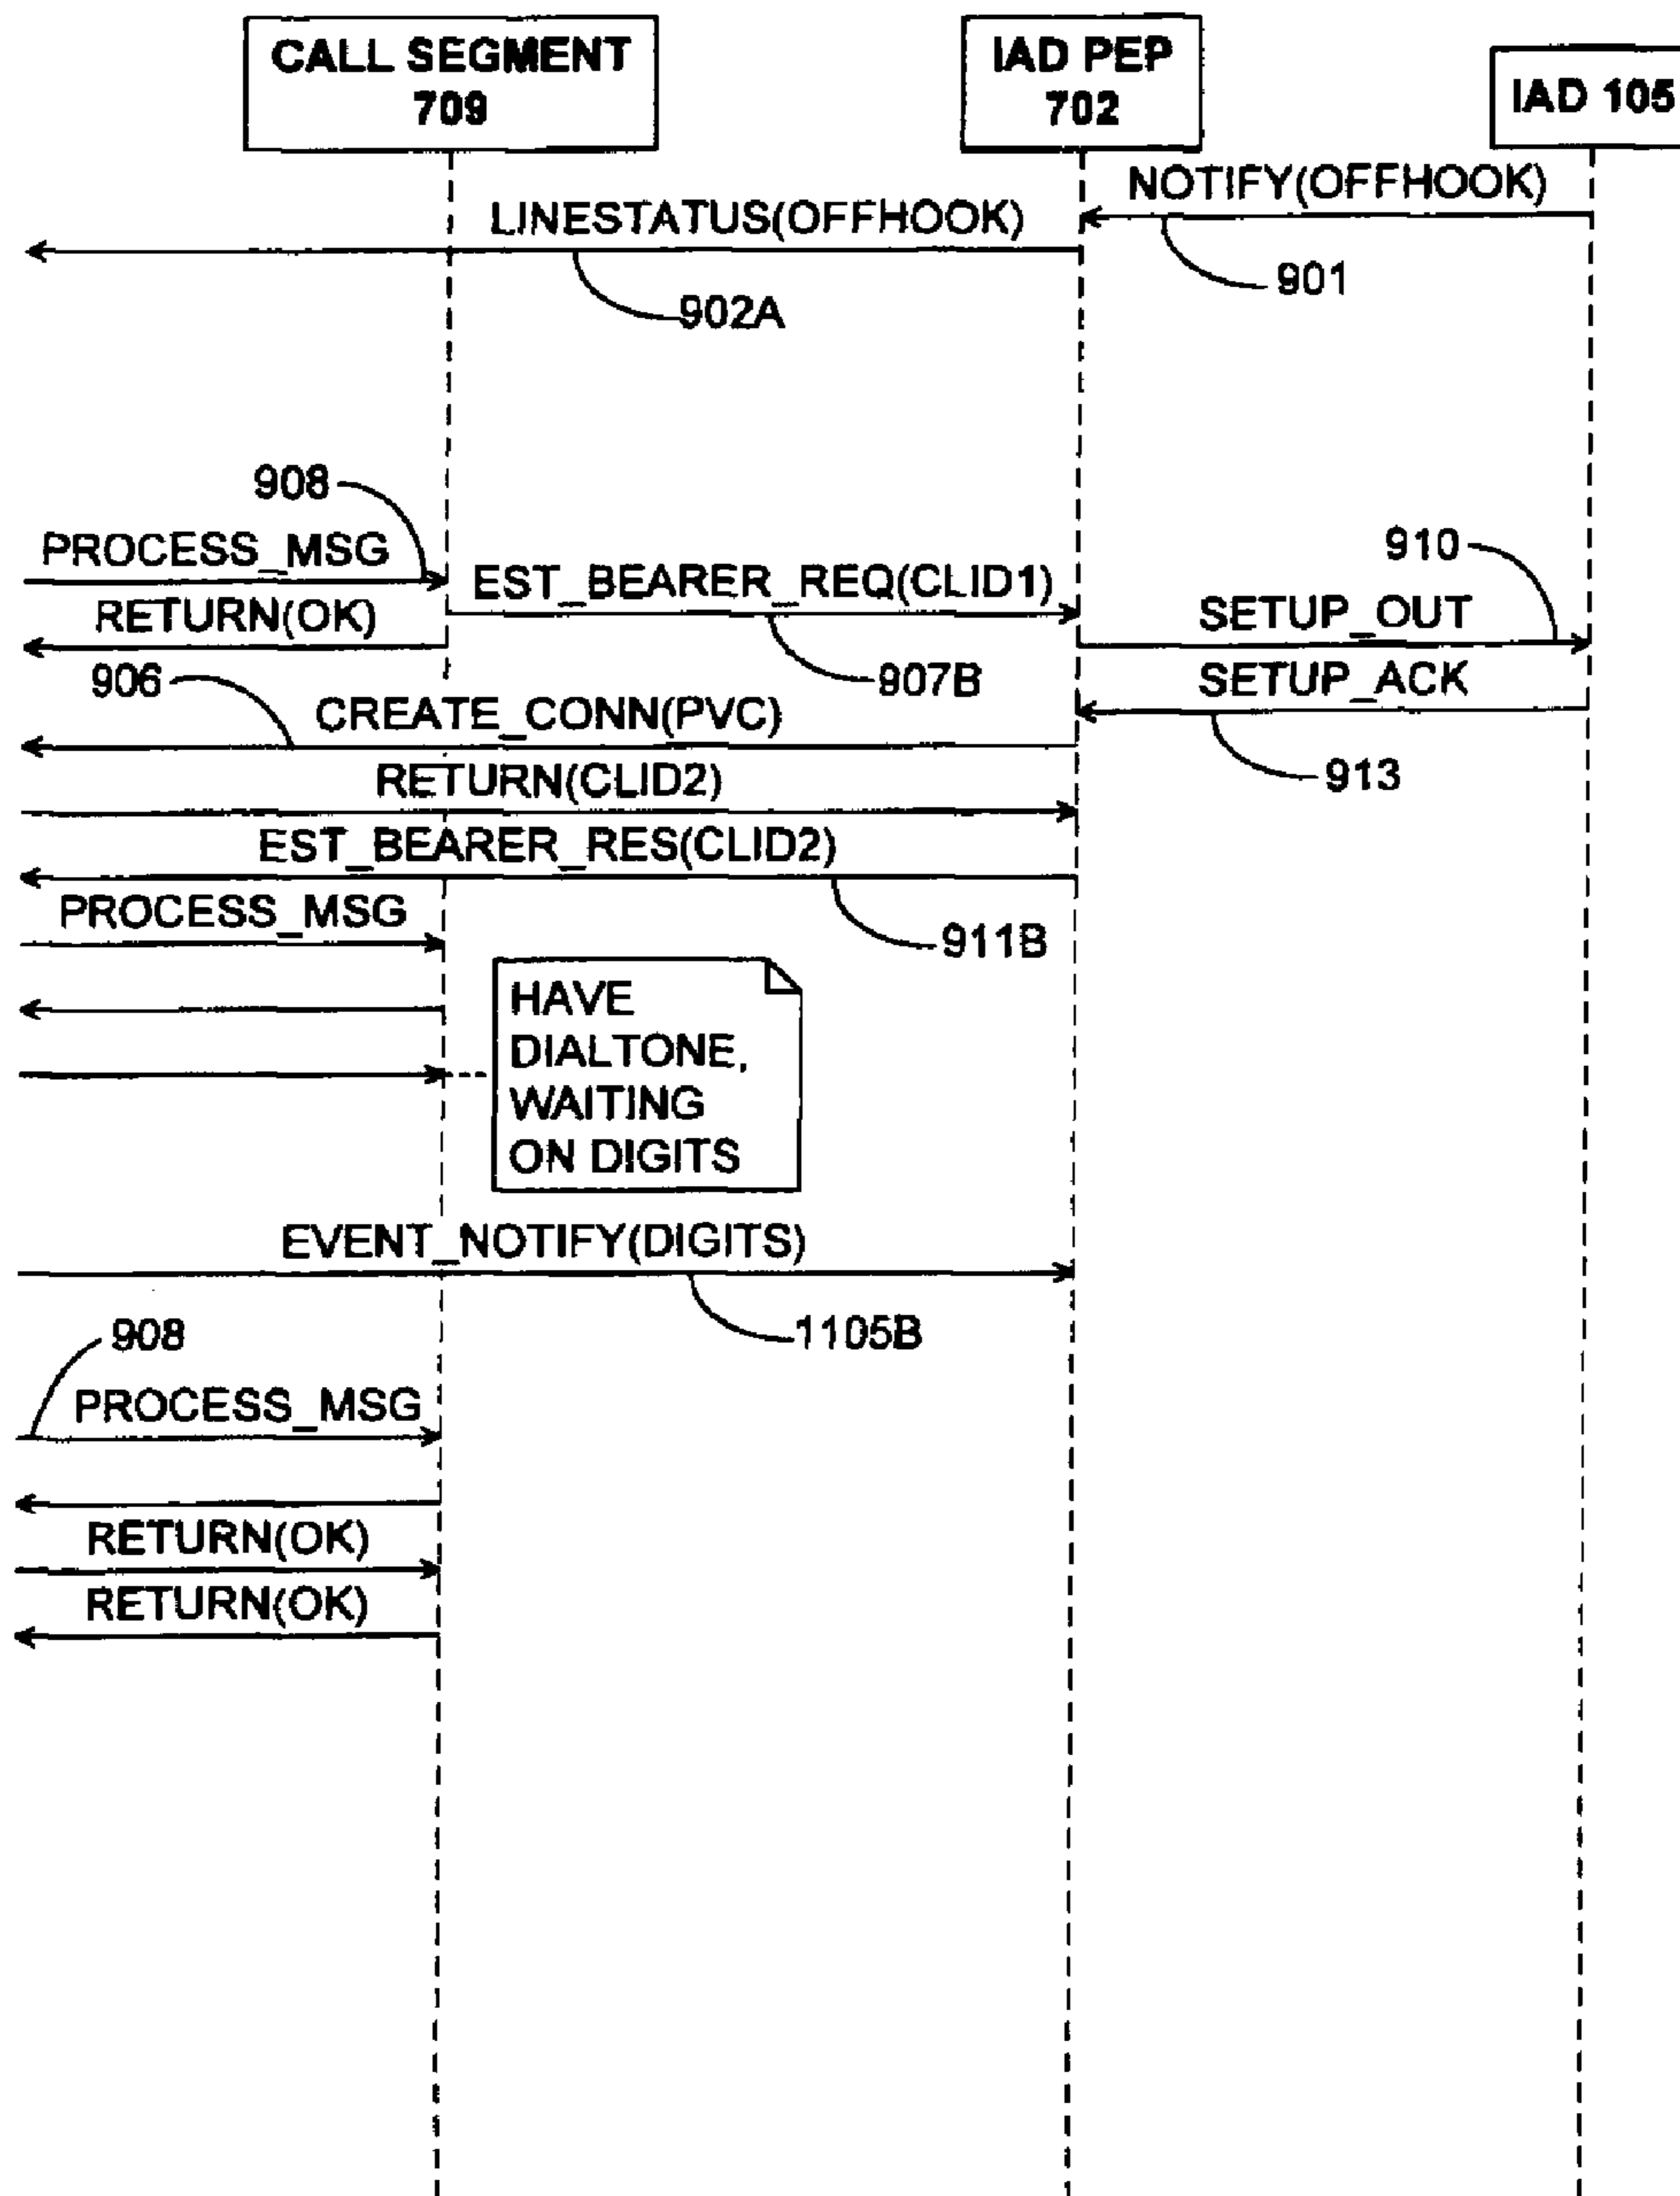 CALL SEGMENT
709
IAD PEP
702
IAD 105
NOTIFY(OFFHOOK)
LINESTATUS(OFFHOOK)
901
902A
908
PROCESS_MSG
910
EST_BEARER_REQ(CLID1)
RETURN(OK)
SETUP_OUT
906
907B
SETUP_ACK
CREATE_CONN(PVC)
913
RETURN(CLID2)
EST_BEARER_RES(CLID2)
PROCESS_MSG
911B
HAVE
DIALTONE,
WAITING
ON DIGITS
EVENT_NOTIFY(DIGITS)
1105B
908
PROCESS_MSG
RETURN(OK)
RETURN(OK)